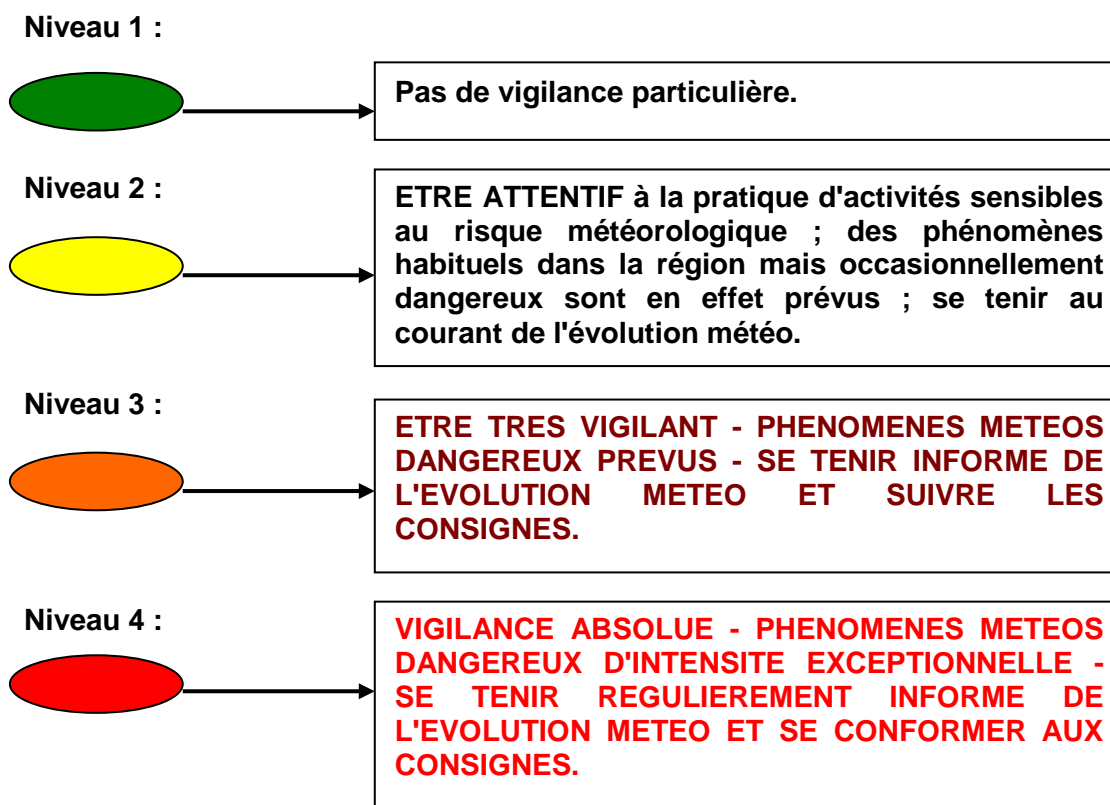 Niveau 1 :
Pas de vigilance particulière.
Niveau 2 :
ETRE ATTENTIF à la pratique d'activités sensibles
au risque météorologique ; des phénomènes
habituels dans la région mais occasionnellement
dangereux sont en effet prévus ; se tenir au
courant de l'évolution météo.
Niveau 3 :
ETRE TRES VIGILANT - PHENOMENES METEOS
DANGEREUX PREVUS - SE TENIR INFORME DE
L'EVOLUTION METEO ET SUIVRE LES
CONSIGNES.
Niveau 4 :
VIGILANCE ABSOLUE - PHENOMENES METEOS
DANGEREUX D'INTENSITE EXCEPTIONNELLE -
SE TENIR REGULIEREMENT INFORME DE
L'EVOLUTION METEO ET SE CONFORMER AUX
CONSIGNES.